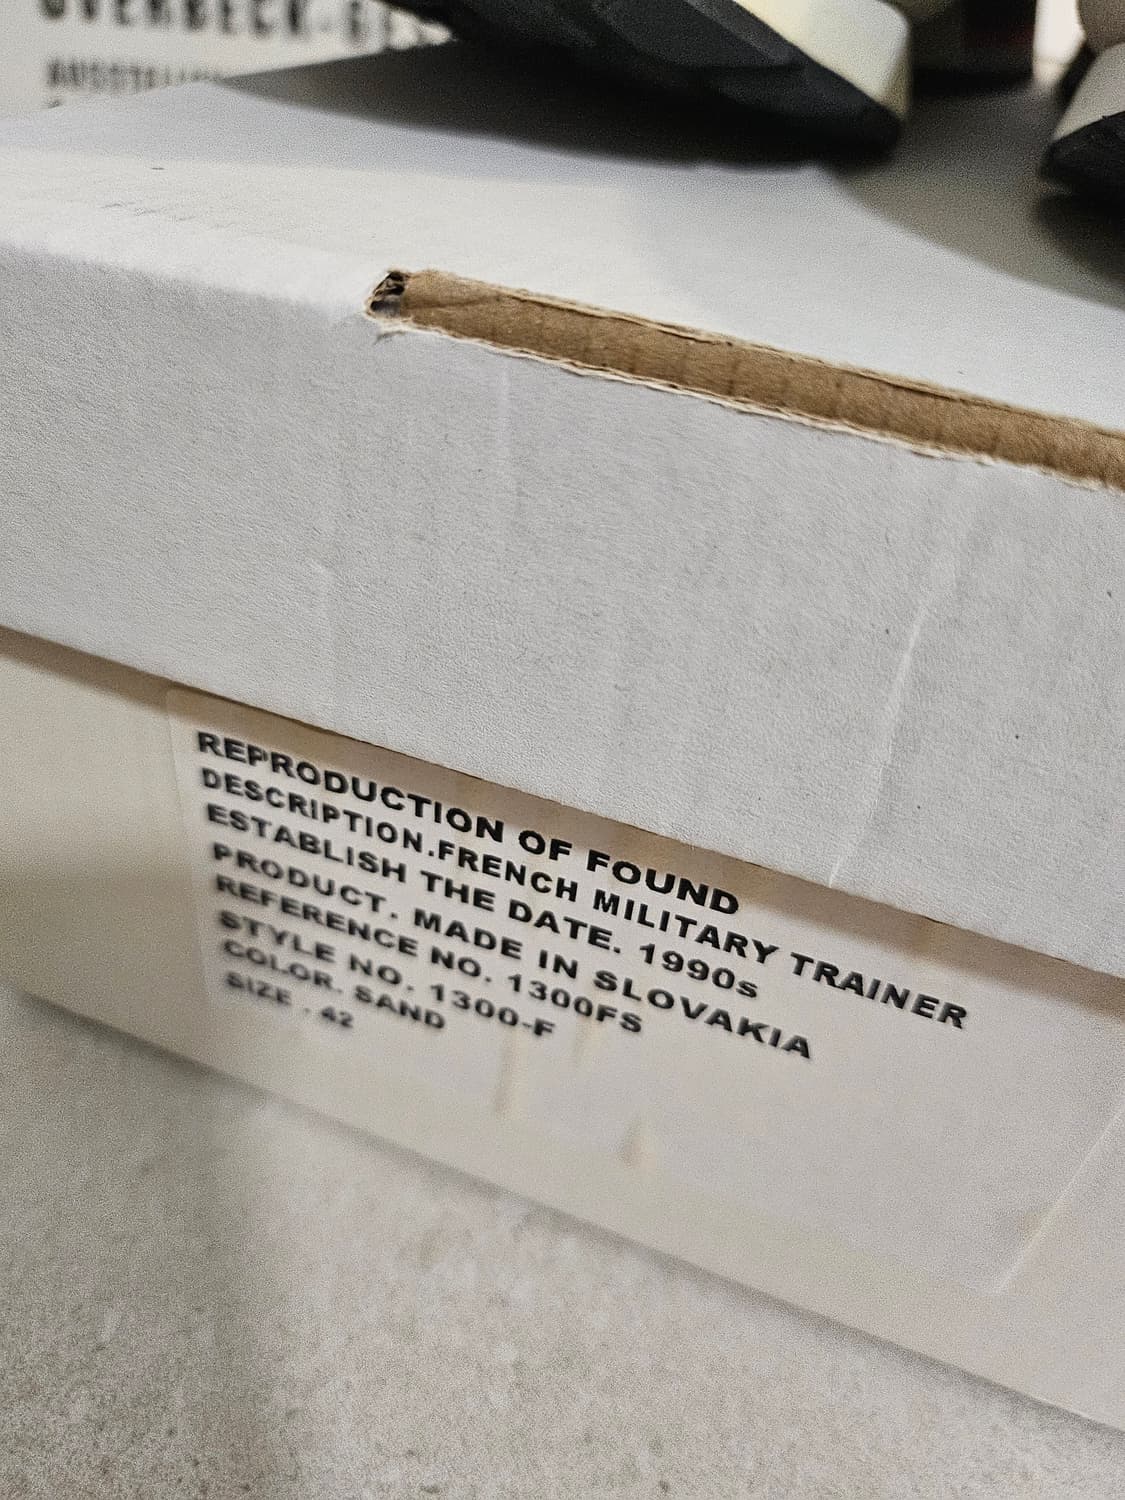 REPRODUCTION OF FOUND
DESCRIPTION.FRENCH MILITARY TRAINER
ESTABLISH THE DATE. 1990s
PRODUCT. MADE IN SLOVAKIA
REFERENCE NO. 1300FS
STYLE NO. 1300-F
COLOR. SAND
SIZE . 42